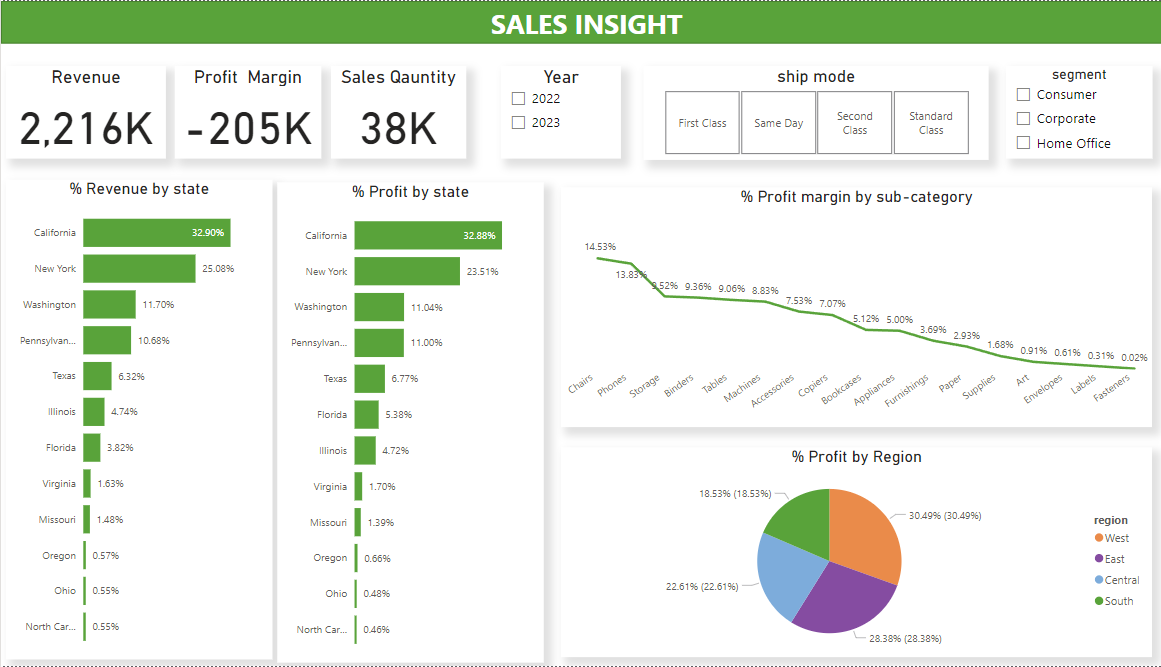 SALES INSIGHT
Revenue
2,216K
Profit Margin
-205K
Sales Qauntity
38K
Year
2022
2023
ship mode
First Class
Same Day
Second
Class
Standard
Class
segment
Consumer
Corporate
Home Office
% Revenue by state
California
32.90%
New York
25.08%
Washington
11.70%
Pennsylvan...
10.68%
Texas
6.32%
Illinois
4.74%
Florida
3.82%
Virginia
1.63%
Missouri
1.48%
Oregon
0.57%
Ohio
0.55%
North Car...
0.55%
% Profit by state
California
32.88%
New York
23.51%
Washington
11.04%
Pennsylvan...
11.00%
Texas
6.77%
Florida
5.38%
Illinois
4.72%
Virginia
1.70%
Missouri
1.39%
Oregon
0.66%
Ohio
0.48%
North Car...
0.46%
% Profit margin by sub-category
14.53%
13.83%
9.52%
9.36%
9.06%
8.83%
7.53%
7.07%
5.12%
5.00%
3.69%
2.93%
1.68%
0.91%
0.61%
0.31%
0.02%
Chairs
Phones
Storage
Binders
Tables
Machines
Accessories
Copiers
Bookcases
Appliances
Furnishings
Paper
Supplies
Art
Envelopes
Labels
Fasteners
% Profit by Region
18.53% (18.53%)
30.49% (30.49%)
22.61% (22.61%)
28.38% (28.38%)
region
West
East
Central
South